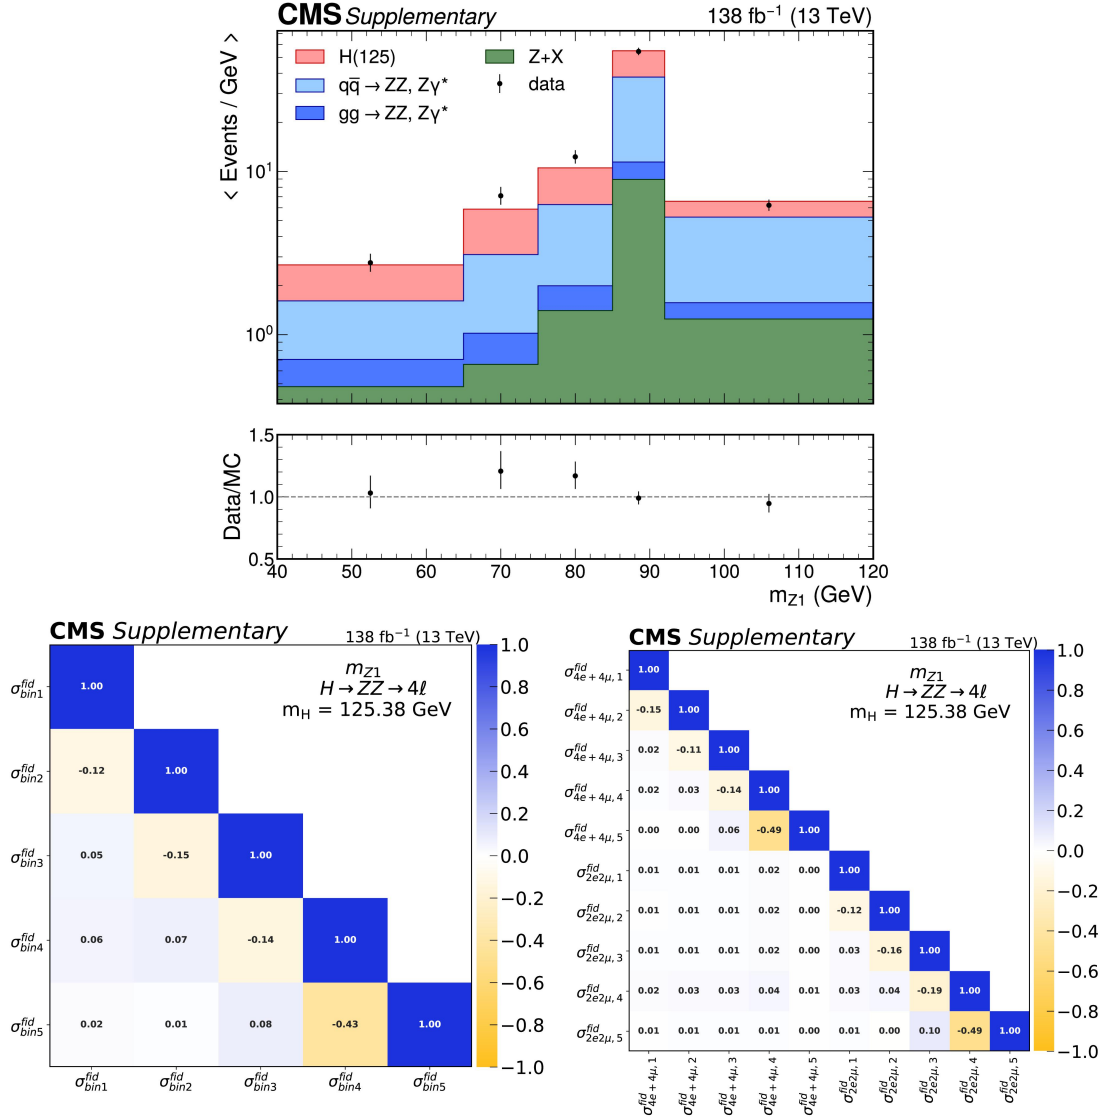 CMS Supplementary 138 fb⁻¹ (13 TeV)
< Events / GeV >
H(125)
Z+X
qq̅ → ZZ, Zγ*
data
gg → ZZ, Zγ*
10¹
10⁰
Data/MC
1.5
1.0
0.5
40 50 60 70 80 90 100 110 120
m_Z1 (GeV)
CMS Supplementary 138 fb⁻¹ (13 TeV)
m_Z1
H → ZZ → 4ℓ
m_H = 125.38 GeV
σ^fid_bin1 1.00
σ^fid_bin2 -0.12 1.00
σ^fid_bin3 0.05 -0.15 1.00
σ^fid_bin4 0.06 0.07 -0.14 1.00
σ^fid_bin5 0.02 0.01 0.08 -0.43 1.00
σ^fid_bin1 σ^fid_bin2 σ^fid_bin3 σ^fid_bin4 σ^fid_bin5
1.0
0.8
0.6
0.4
0.2
0.0
−0.2
−0.4
−0.6
−0.8
−1.0
CMS Supplementary 138 fb⁻¹ (13 TeV)
m_Z1
H → ZZ → 4ℓ
m_H = 125.38 GeV
σ^fid_4e+4μ,1 1.00
σ^fid_4e+4μ,2 -0.15 1.00
σ^fid_4e+4μ,3 0.02 -0.11 1.00
σ^fid_4e+4μ,4 0.02 0.03 -0.14 1.00
σ^fid_4e+4μ,5 0.00 0.00 0.06 -0.49 1.00
σ^fid_2e2μ,1 0.01 0.01 0.01 0.02 0.00 1.00
σ^fid_2e2μ,2 0.01 0.01 0.01 0.02 0.00 -0.12 1.00
σ^fid_2e2μ,3 0.01 0.01 0.01 0.02 0.00 0.03 -0.16 1.00
σ^fid_2e2μ,4 0.02 0.03 0.03 0.04 0.01 0.03 0.04 -0.19 1.00
σ^fid_2e2μ,5 0.01 0.01 0.01 0.01 0.00 0.01 0.00 0.10 -0.49 1.00
σ^fid_4e+4μ,1 σ^fid_4e+4μ,2 σ^fid_4e+4μ,3 σ^fid_4e+4μ,4 σ^fid_4e+4μ,5 σ^fid_2e2μ,1 σ^fid_2e2μ,2 σ^fid_2e2μ,3 σ^fid_2e2μ,4 σ^fid_2e2μ,5
1.0
0.8
0.6
0.4
0.2
0.0
−0.2
−0.4
−0.6
−0.8
−1.0